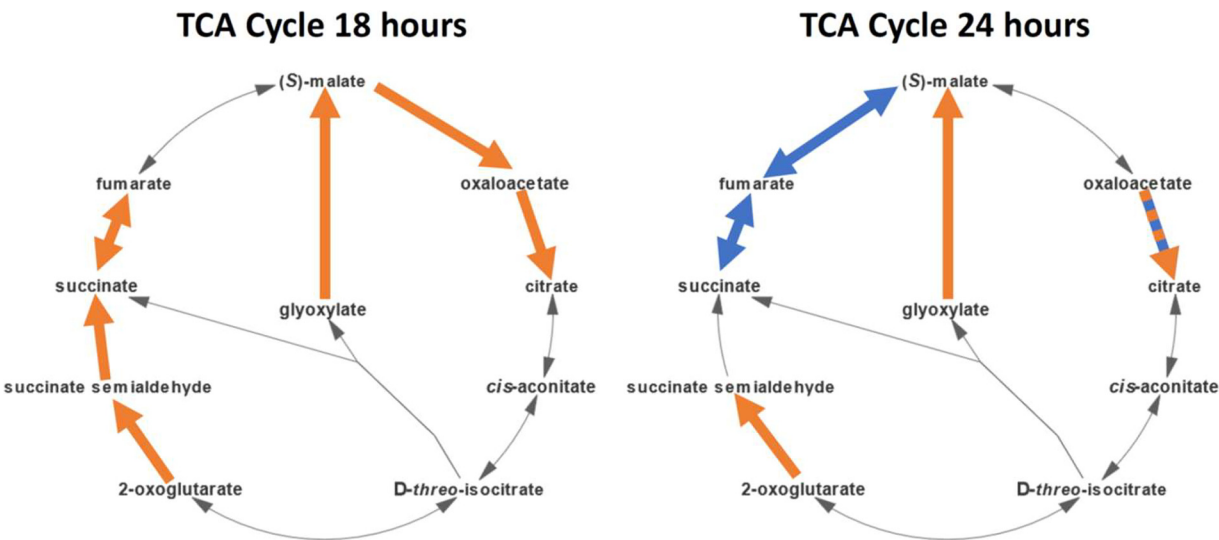 TCA Cycle 18 hours
(S)-malate
fumarate
oxaloacetate
succinate
citrate
glyoxylate
succinate semialdehyde
cis-aconitate
2-oxoglutarate
D-threo-isocitrate
TCA Cycle 24 hours
(S)-malate
fumarate
oxaloacetate
succinate
citrate
glyoxylate
succinate semialdehyde
cis-aconitate
2-oxoglutarate
D-threo-isocitrate